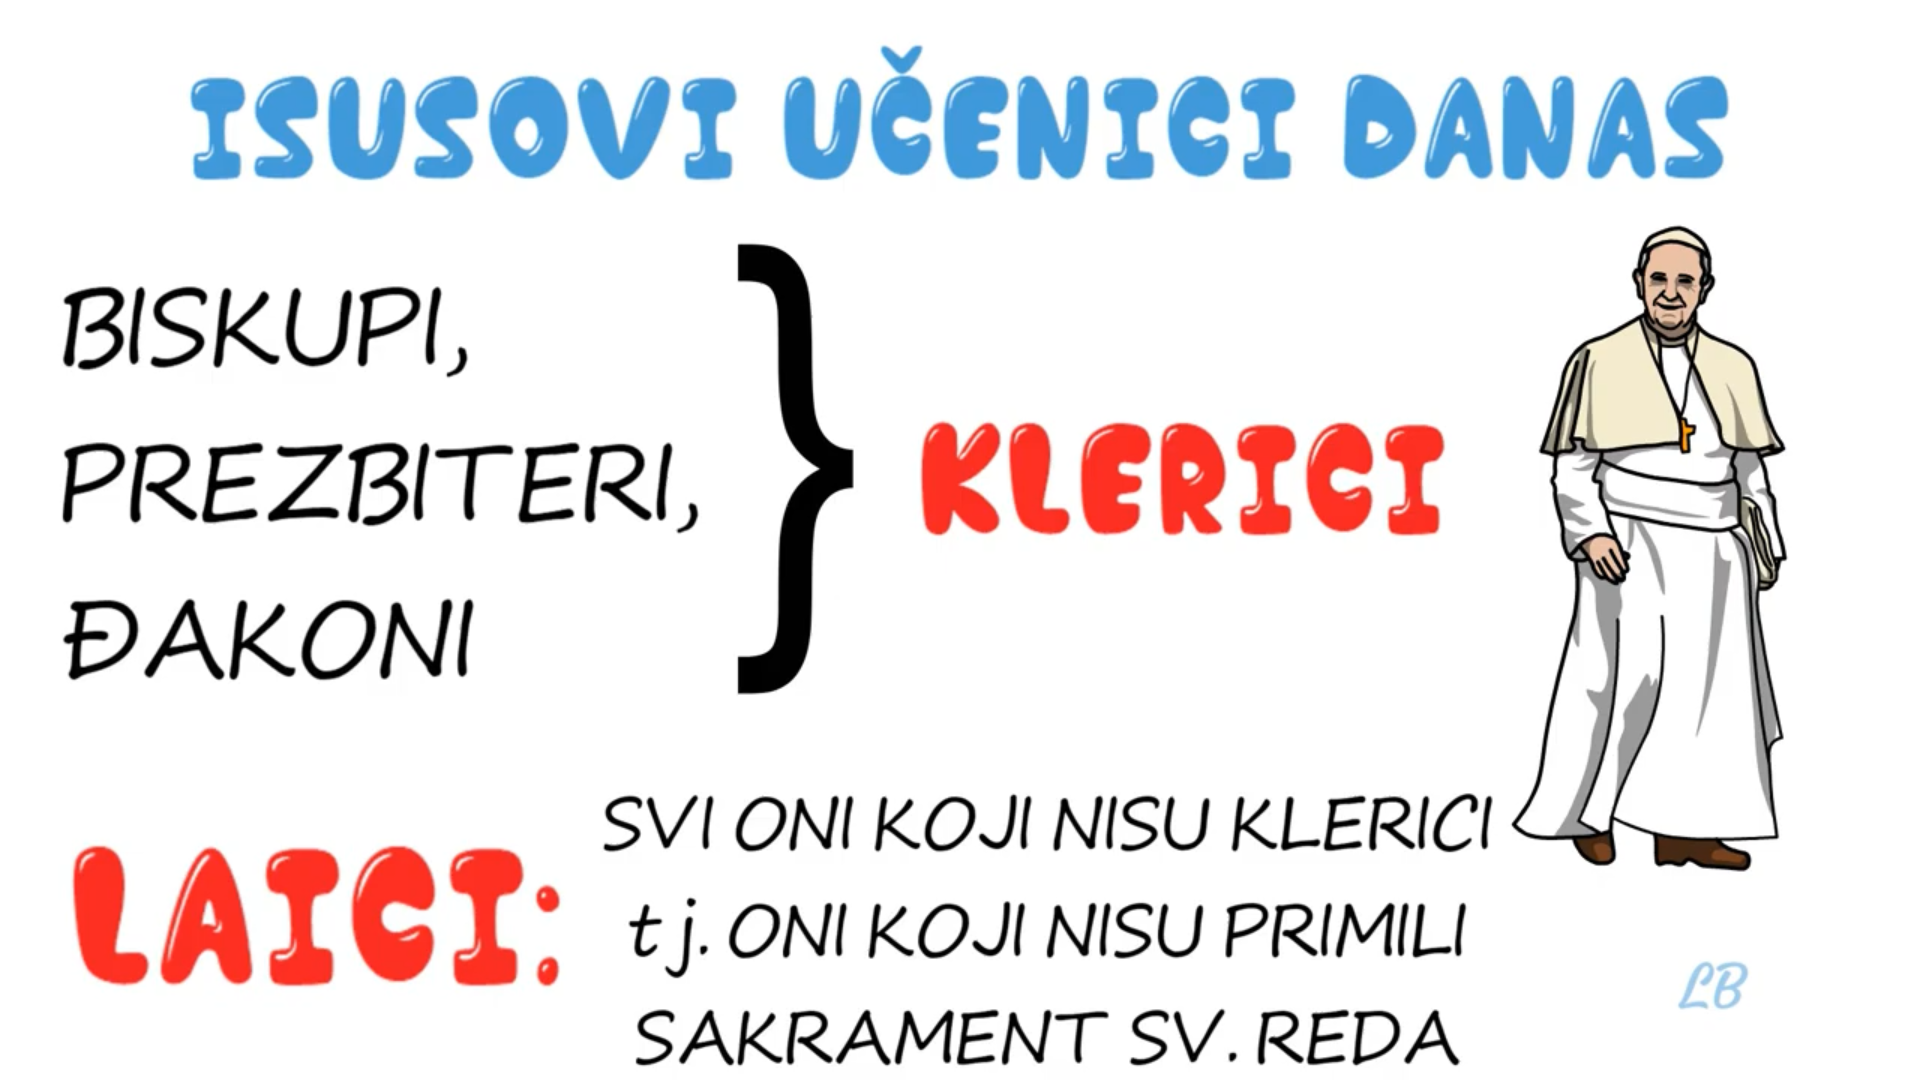 ISUSOVI UČENICI DANAS
BISKUPI,
PREZBITERI,
ĐAKONI
KLERICI
LAICI:
SVI ONI KOJI NISU KLERICI
tj. ONI KOJI NISU PRIMILI
SAKRAMENT SV. REDA
LB